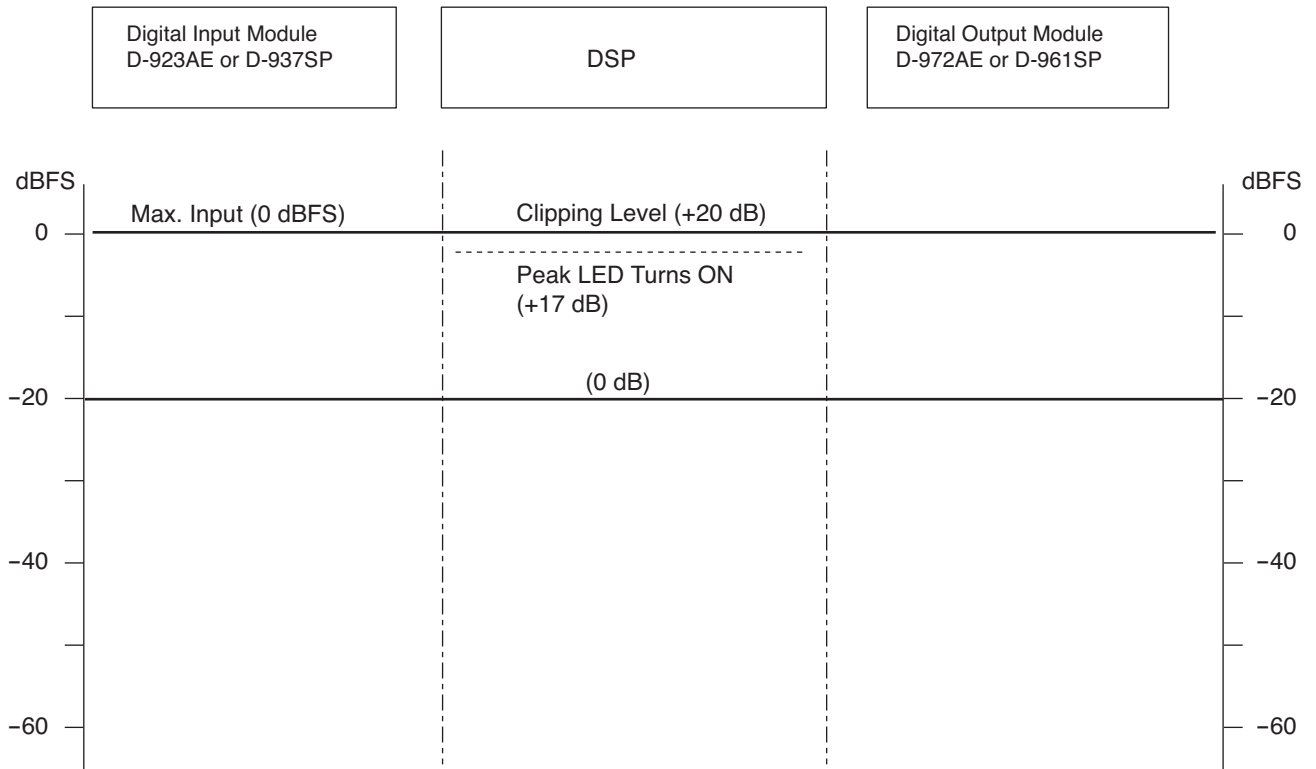 Digital Input Module
D-923AE or D-937SP
DSP
Digital Output Module
D-972AE or D-961SP
dBFS
dBFS
Max. Input (0 dBFS)
Clipping Level (+20 dB)
0
0
Peak LED Turns ON
(+17 dB)
(0 dB)
−20
−20
−40
−40
−60
−60